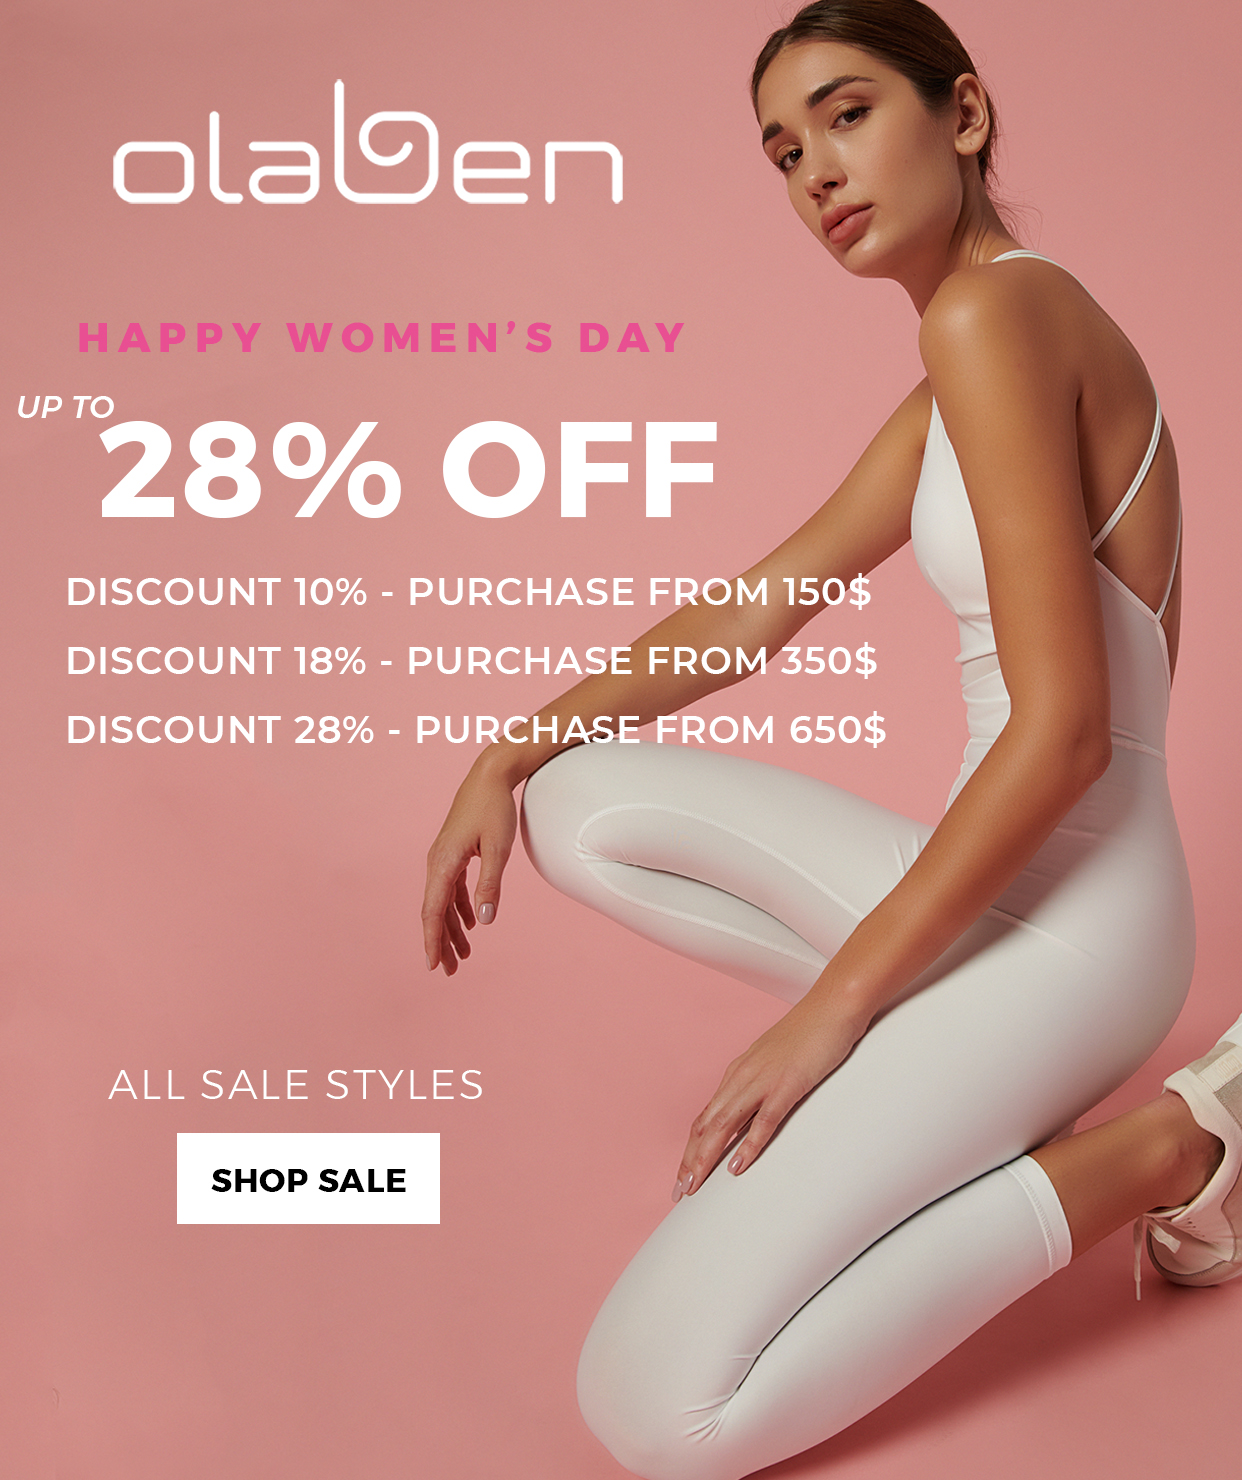 olaben
HAPPY WOMEN’S DAY
UP TO
28% OFF
DISCOUNT 10% - PURCHASE FROM 150$
DISCOUNT 18% - PURCHASE FROM 350$
DISCOUNT 28% - PURCHASE FROM 650$
ALL SALE STYLES
SHOP SALE